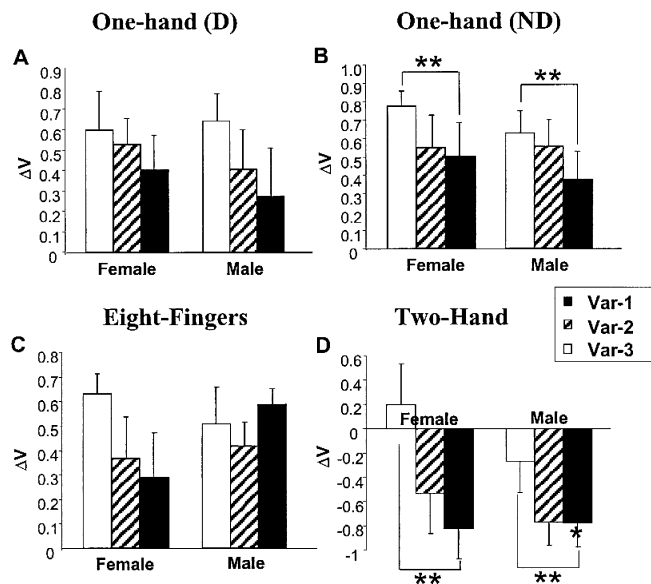 One-hand (D)
A
0.9
0.8
0.7
0.6
0.5
0.4
0.3
0.2
0.1
0
ΔV
Female Male
One-hand (ND)
B
1.0
0.9
0.8
0.7
0.6
0.5
0.4
0.3
0.2
0.1
0
ΔV
**
**
Female Male
Var-1
Var-2
Var-3
Eight-Fingers
C
0.8
0.7
0.6
0.5
0.4
0.3
0.2
0.1
0
ΔV
Female Male
Two-Hand
D
0.6
0.4
0.2
0
-0.2
-0.4
-0.6
-0.8
-1
ΔV
Female Male
*
** **